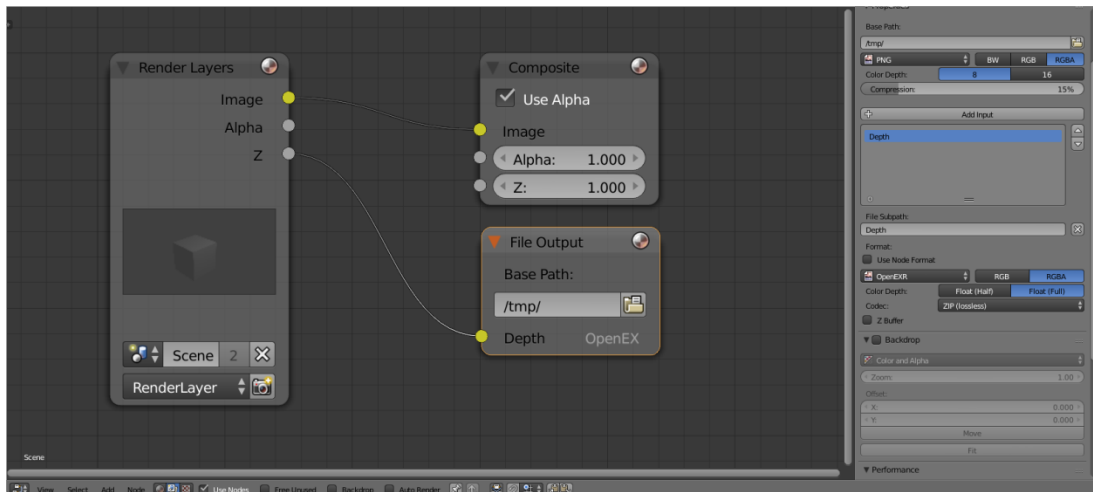 Render Layers
Image
Alpha
Z
Scene 2
RenderLayer
Composite
Use Alpha
Image
Alpha: 1.000
Z: 1.000
File Output
Base Path:
/tmp/
Depth OpenEX
Scene
View Select Add Node Use Nodes Free Unused Backdrop Auto Render
Base Path:
/tmp/
PNG BW RGB RGBA
Color Depth: 8 16
Compression: 15%
Add Input
Depth
File Subpath:
Depth
Format:
Use Node Format
OpenEXR RGB RGBA
Color Depth: Float (Half) Float (Full)
Codec: ZIP (lossless)
Z Buffer
Backdrop
Color and Alpha
Zoom: 1.00
Offset:
X: 0.000
Y: 0.000
Move
Fit
Performance